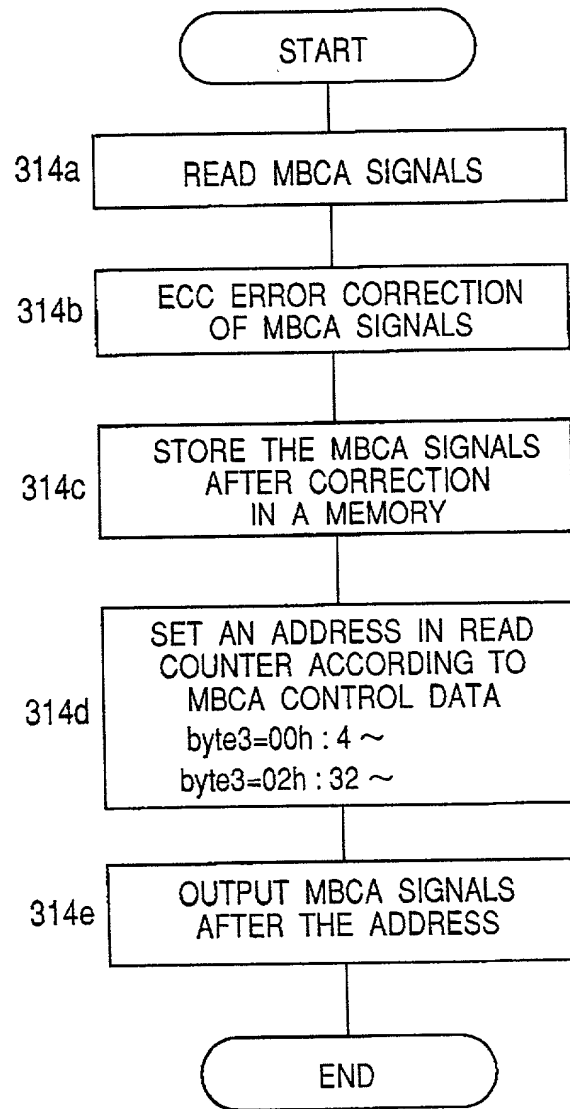 START
314a
READ MBCA SIGNALS
314b
ECC ERROR CORRECTION
OF MBCA SIGNALS
314c
STORE THE MBCA SIGNALS
AFTER CORRECTION
IN A MEMORY
314d
SET AN ADDRESS IN READ
COUNTER ACCORDING TO
MBCA CONTROL DATA
byte3=00h : 4 ~
byte3=02h : 32 ~
314e
OUTPUT MBCA SIGNALS
AFTER THE ADDRESS
END